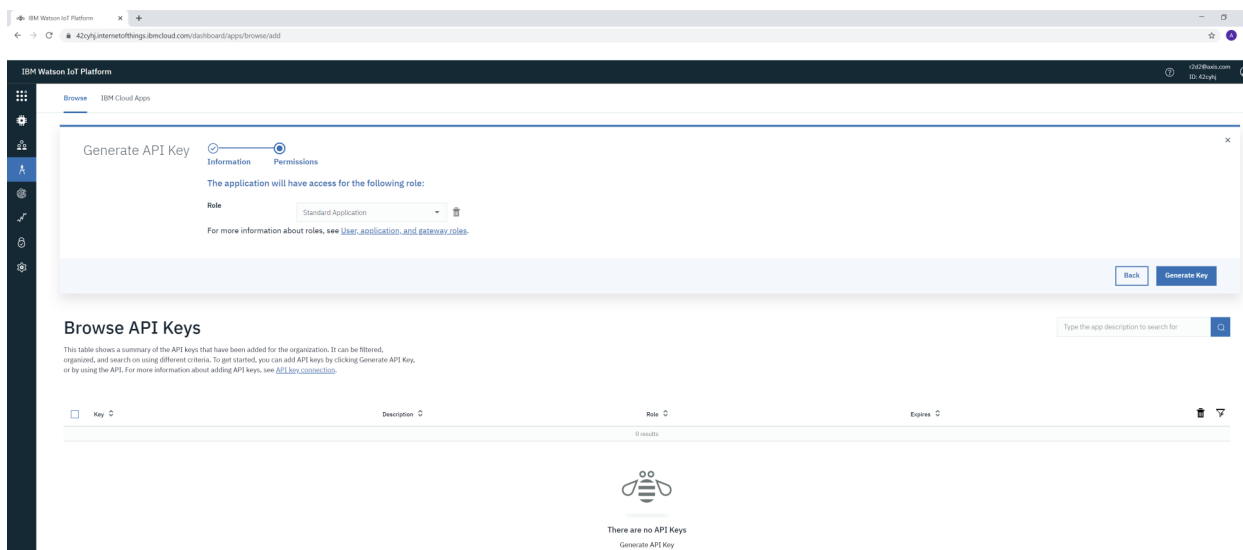 IBM Watson IoT Platform
42cyhj.internetofthings.ibmcloud.com/dashboard/apps/browse/add
A
IBM Watson IoT Platform
r2d2@axis.com
ID: 42cyhj
Browse IBM Cloud Apps
Generate API Key
Information Permissions
The application will have access for the following role:
Role
Standard Application
For more information about roles, see User, application, and gateway roles.
Back Generate Key
Browse API Keys
Type the app description to search for
This table shows a summary of the API keys that have been added for the organization. It can be filtered,
organized, and search on using different criteria. To get started, you can add API keys by clicking Generate API Key,
or by using the API. For more information about adding API keys, see API key connection.
Key Description Role Expires
0 results
There are no API Keys
Generate API Key